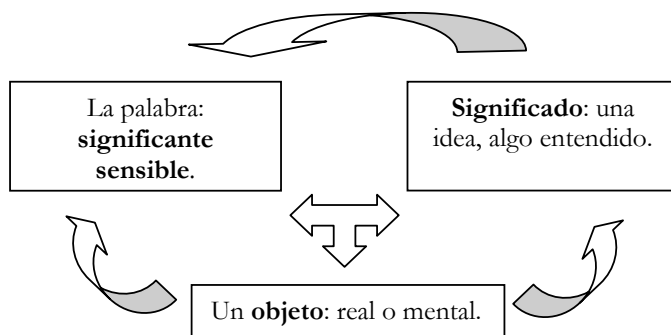 La palabra:
significante
sensible.
Significado: una
idea, algo entendido.
Un objeto: real o mental.